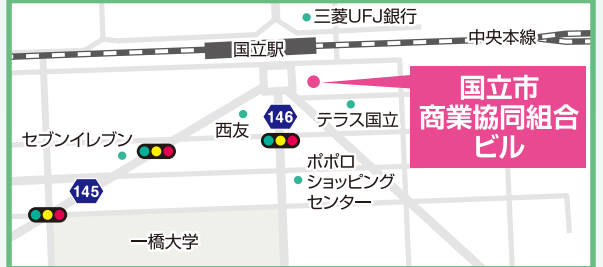 三菱UFJ銀行
中央本線
国立駅
国立市
商業協同組合
ビル
146
テラス国立
西友
セブンイレブン
ポポロ
ショッピング
センター
145
一橋大学